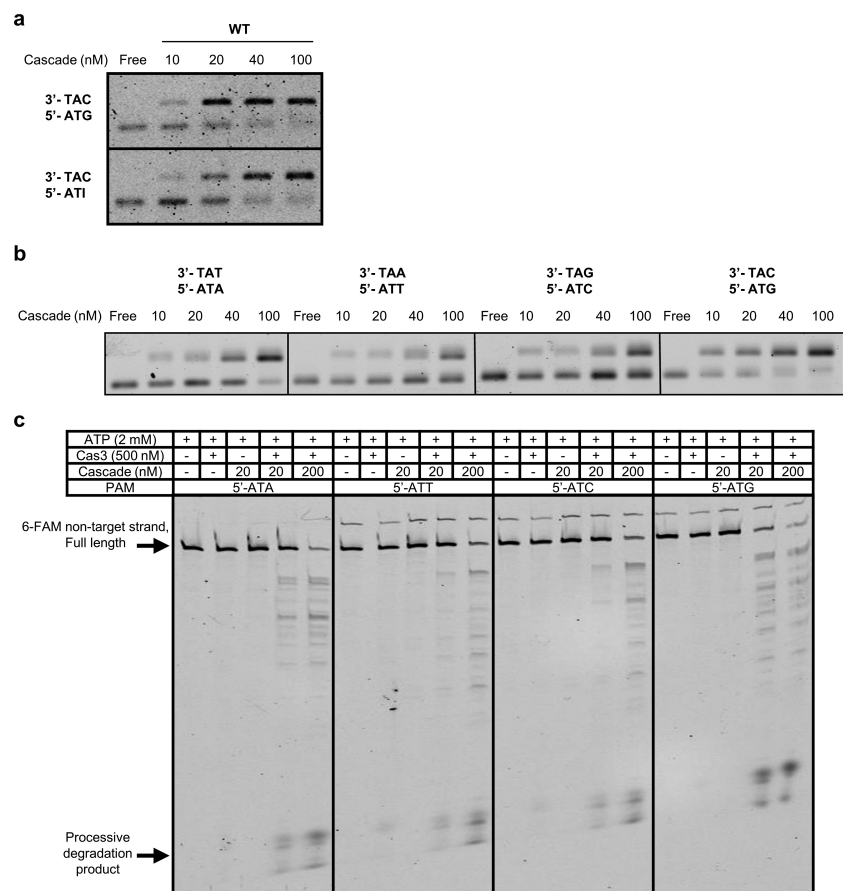 a
WT
Cascade (nM) Free 10 20 40 100
3’- TAC
5’- ATG
3’- TAC
5’- ATI
b
3’- TAT 3’- TAA 3’- TAG 3’- TAC
5’- ATA 5’- ATT 5’- ATC 5’- ATG
Cascade (nM) Free 10 20 40 100 Free 10 20 40 100 Free 10 20 40 100 Free 10 20 40 100
c
ATP (2 mM) + + + + + + + + + + + + + + + + + + + +
Cas3 (500 nM) - + - + + - + - + + - + - + + - + - + +
Cascade (nM) - - 20 20 200 - - 20 20 200 - - 20 20 200 - - 20 20 200
PAM 5’-ATA 5’-ATT 5’-ATC 5’-ATG
6-FAM non-target strand,
Full length
Processive
degradation
product